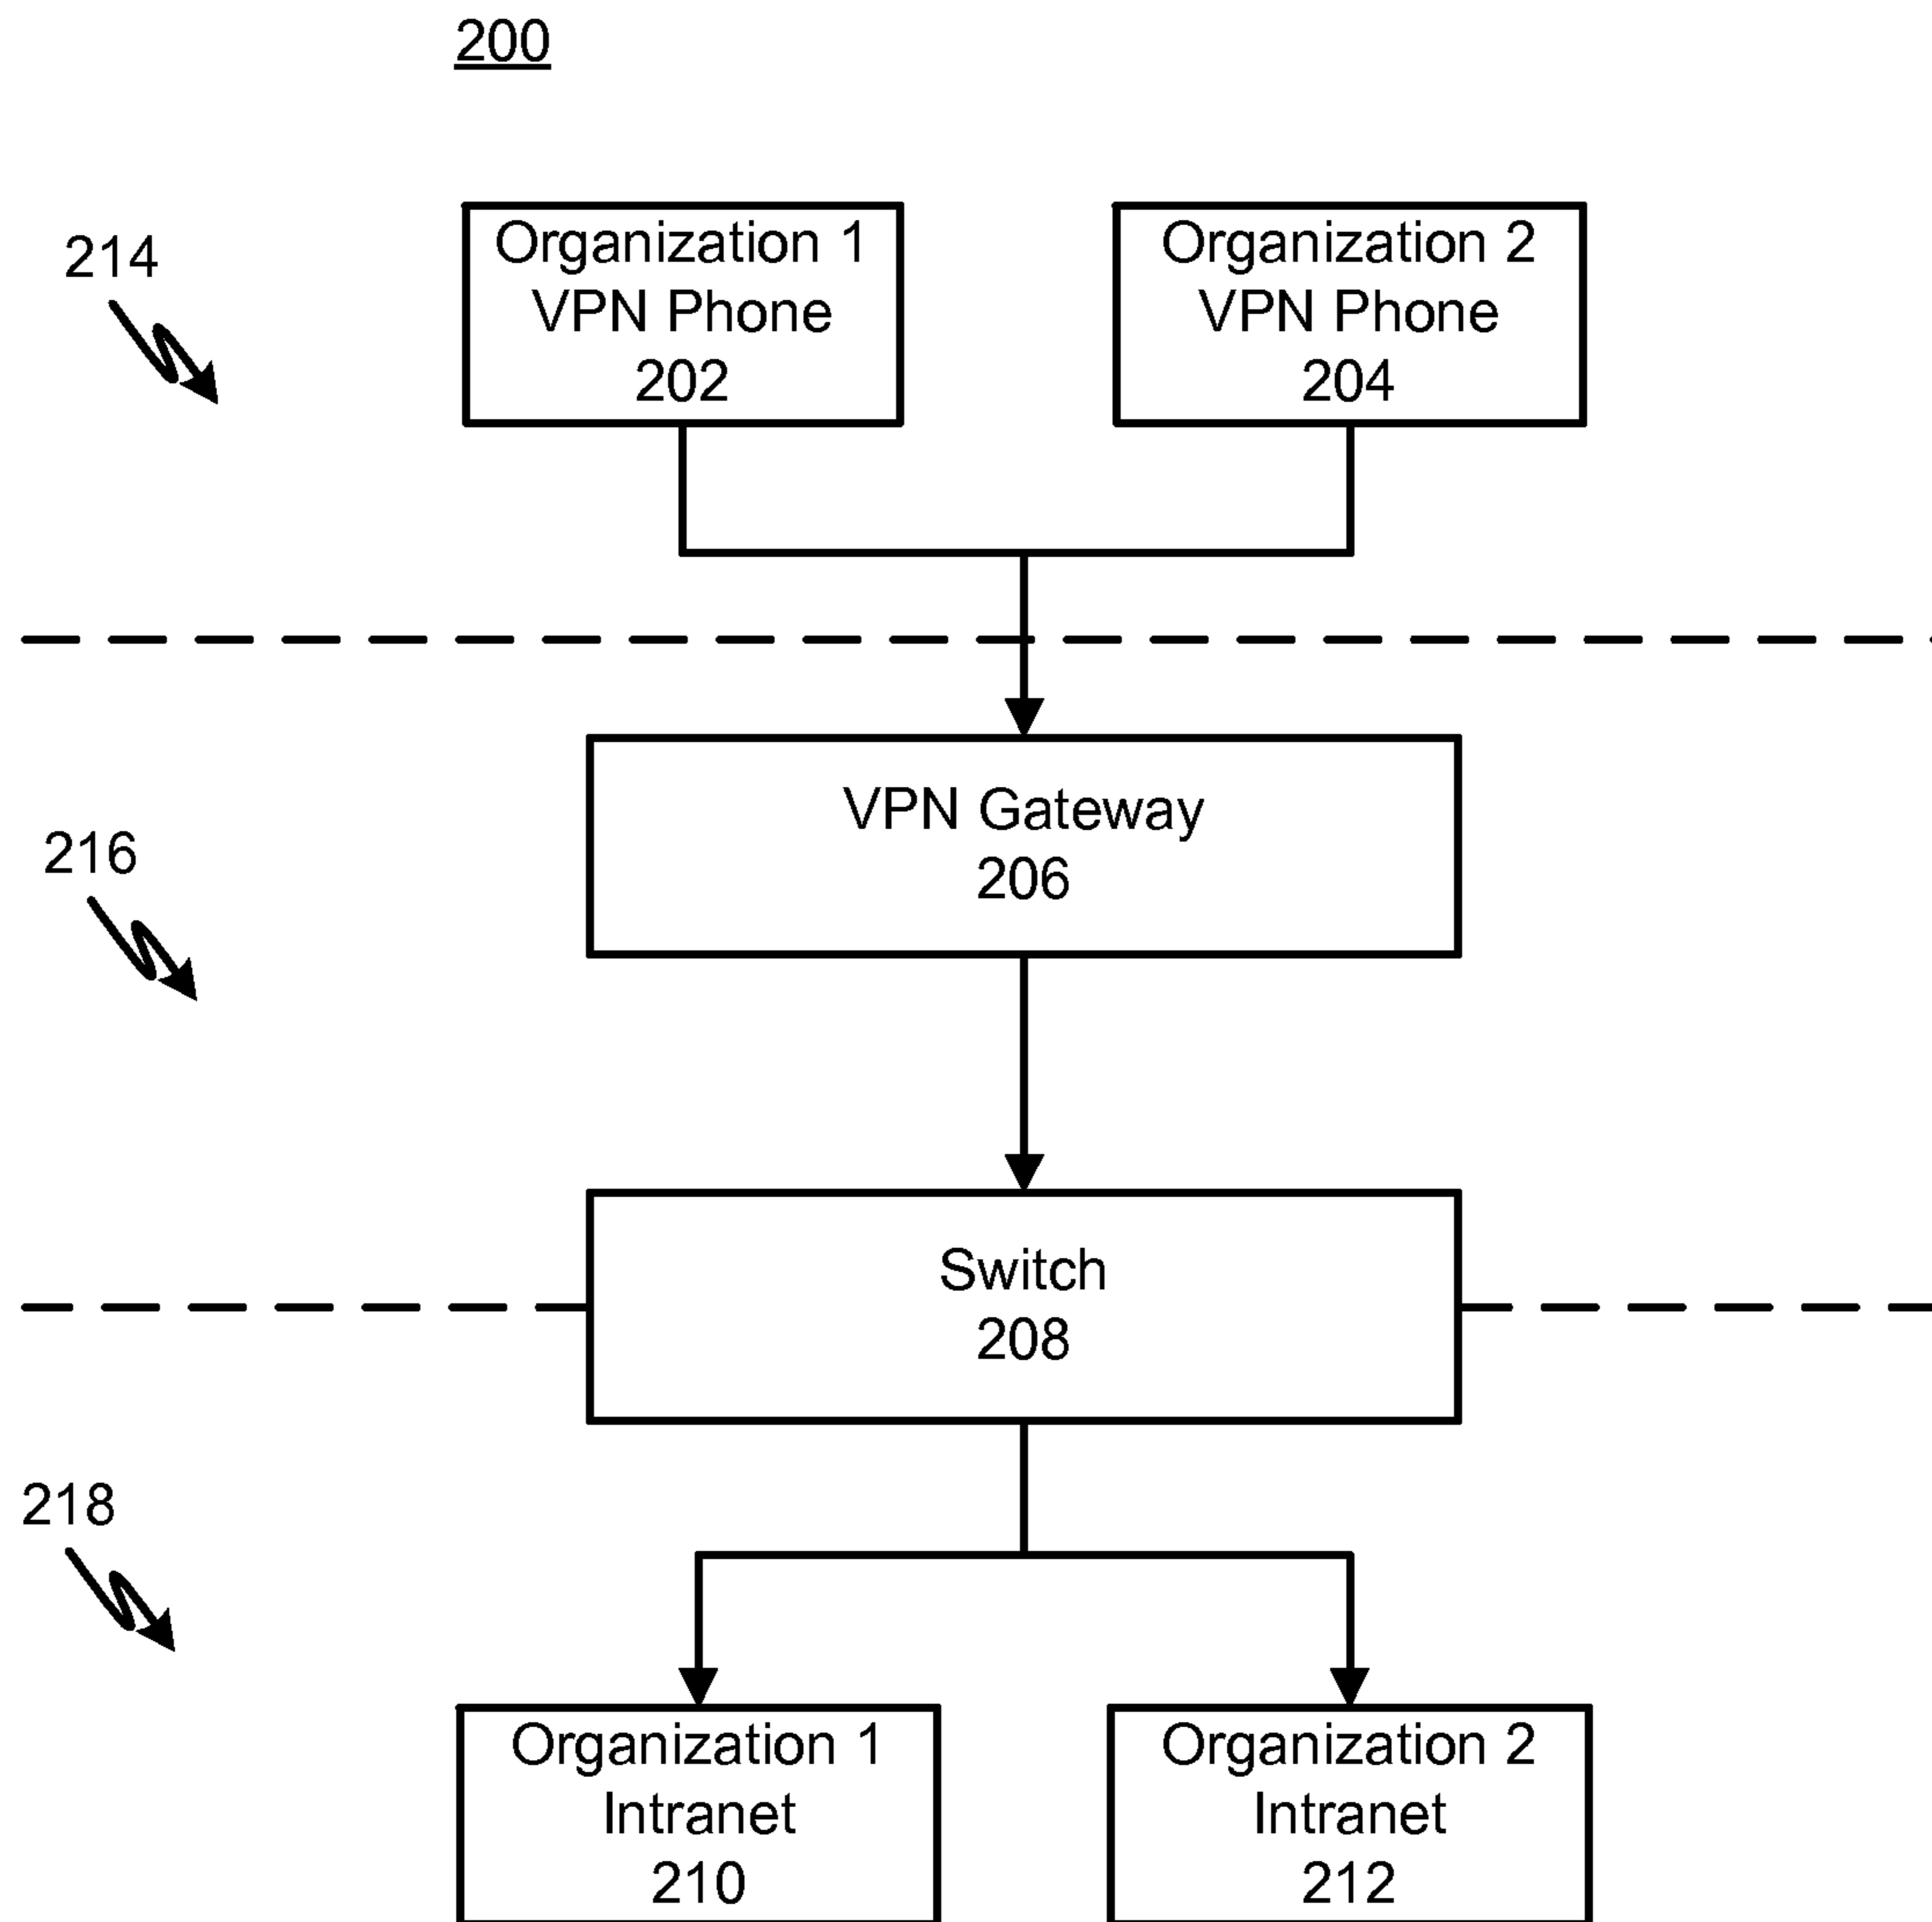 200
214
Organization 1
VPN Phone
202
Organization 2
VPN Phone
204
216
VPN Gateway
206
Switch
208
218
Organization 1
Intranet
210
Organization 2
Intranet
212